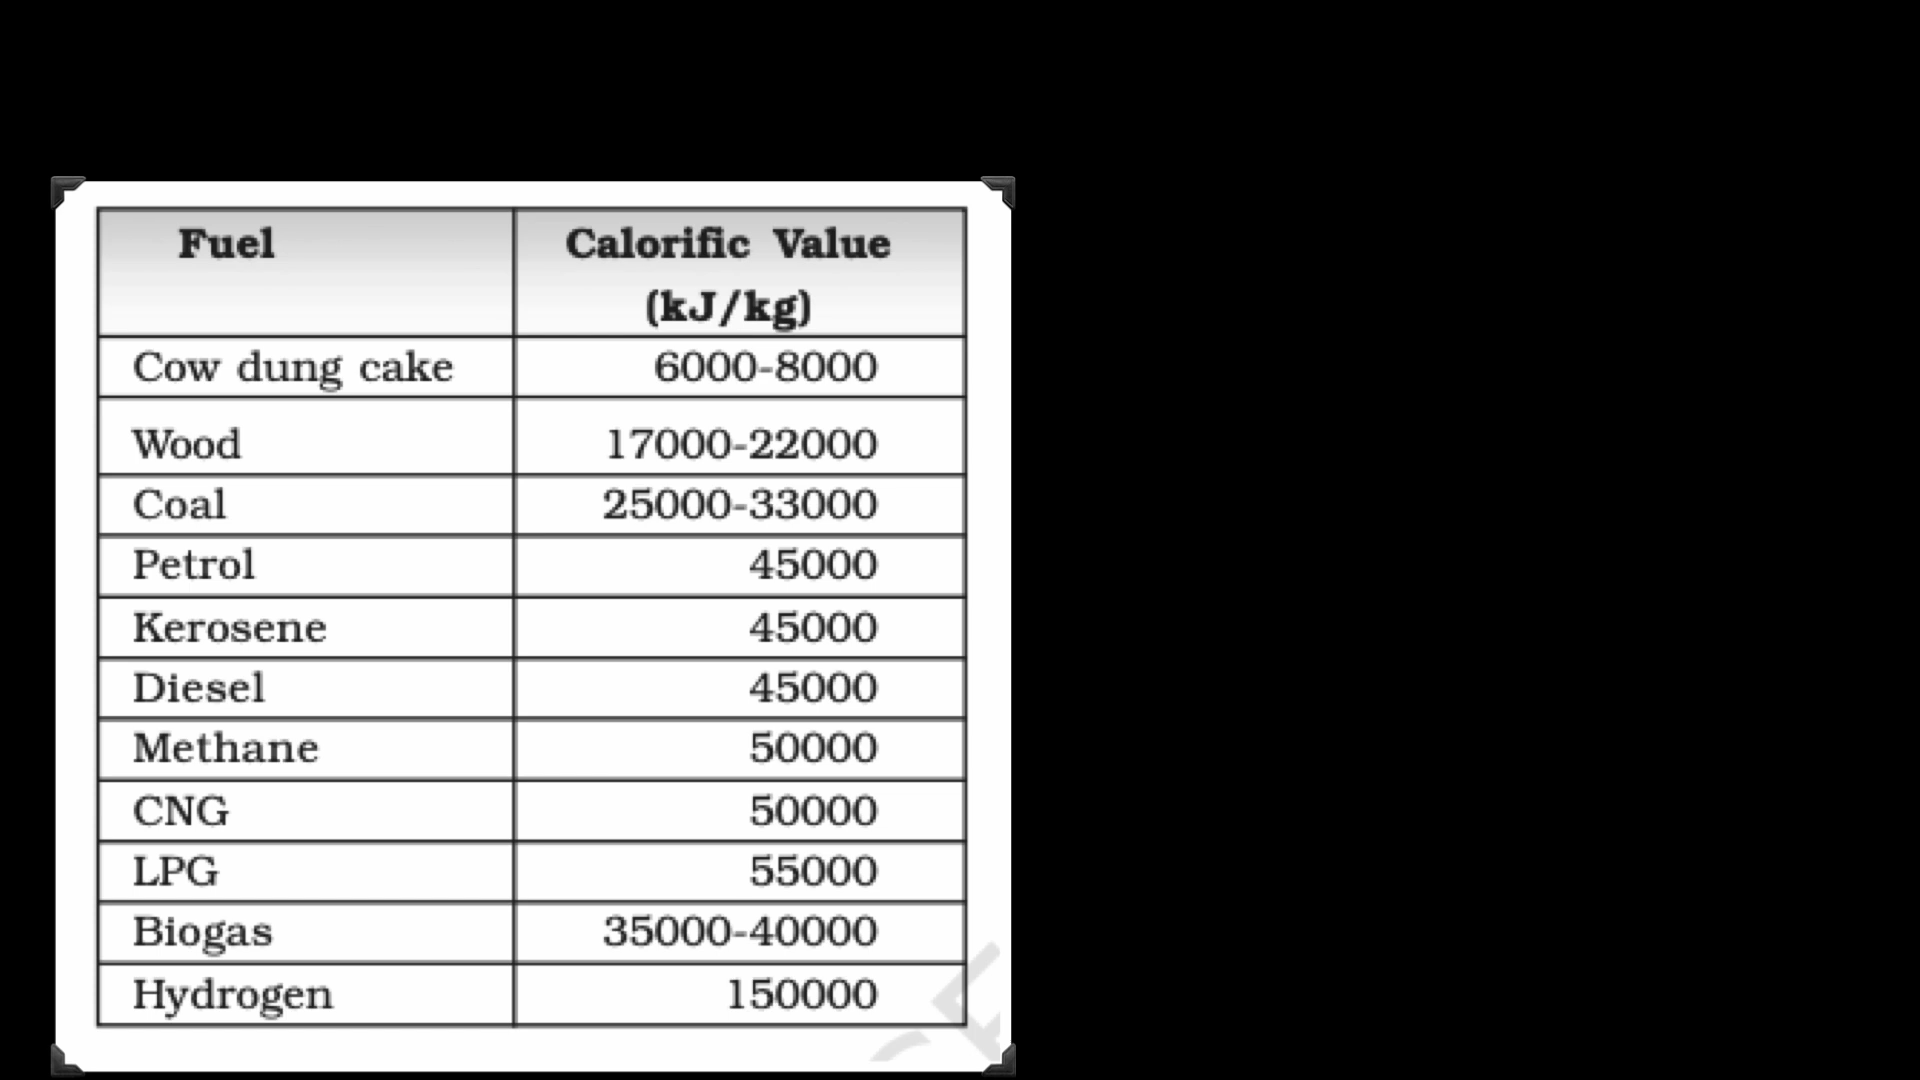 Fuel Calorific Value
(kJ/kg)
Cow dung cake 6000-8000
Wood 17000-22000
Coal 25000-33000
Petrol 45000
Kerosene 45000
Diesel 45000
Methane 50000
CNG 50000
LPG 55000
Biogas 35000-40000
Hydrogen 150000